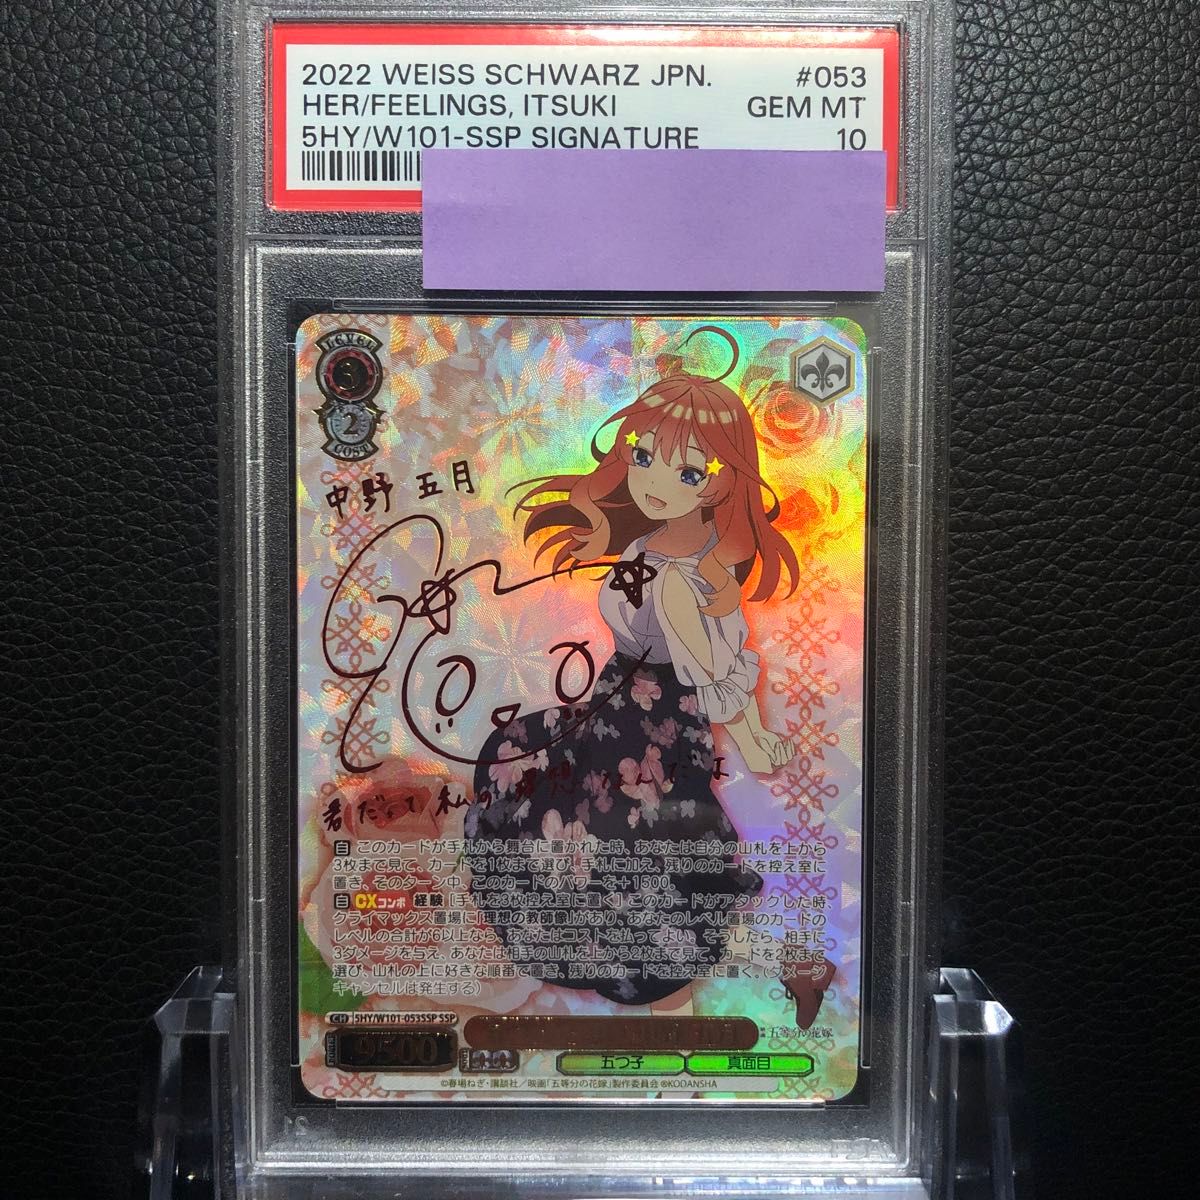 2022 WEISS SCHWARZ JPN. #053
HER/FEELINGS, ITSUKI GEM MT
5HY/W101-SSP SIGNATURE 10
LEVEL
3
2
COST
中野 五月
君だって私の理想なんだよ
自 このカードが手札から舞台に置かれた時、あなたは自分の山札を上から
3枚まで見て、カードを1枚まで選び、手札に加え、残りのカードを控え室に
置き、そのターン中、このカードのパワーを+1500。
自 CXコンボ 経験 [手札を3枚控え室に置く] このカードがアタックした時、
クライマックス置場に「理想の教師像」があり、あなたのレベル置場のカードの
レベルの合計が6以上なら、あなたはコストを払ってよい。そうしたら、相手に
3ダメージを与え、あなたは相手の山札を上から2枚まで見て、カードを2枚まで
選び、山札の上に好きな順番で置き、残りのカードを控え室に置く。(ダメージ
キャンセルは発生する)
CH 5HY/W101-053SSP SSP
映画 五等分の花嫁
9500
五つ子 真面目
©春場ねぎ・講談社／映画「五等分の花嫁」製作委員会 ®KODANSHA